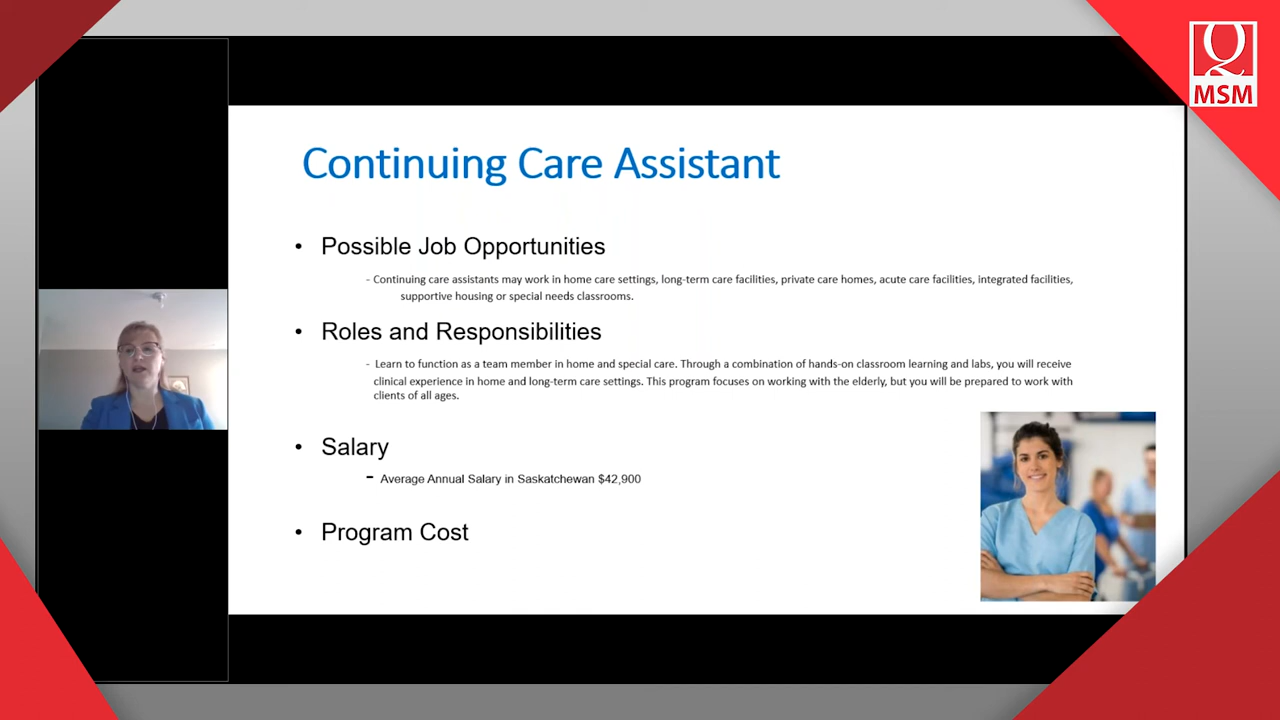 Q
MSM
Continuing Care Assistant
• Possible Job Opportunities
- Continuing care assistants may work in home care settings, long-term care facilities, private care homes, acute care facilities, integrated facilities,
supportive housing or special needs classrooms.
• Roles and Responsibilities
- Learn to function as a team member in home and special care. Through a combination of hands-on classroom learning and labs, you will receive
clinical experience in home and long-term care settings. This program focuses on working with the elderly, but you will be prepared to work with
clients of all ages.
• Salary
- Average Annual Salary in Saskatchewan $42,900
• Program Cost